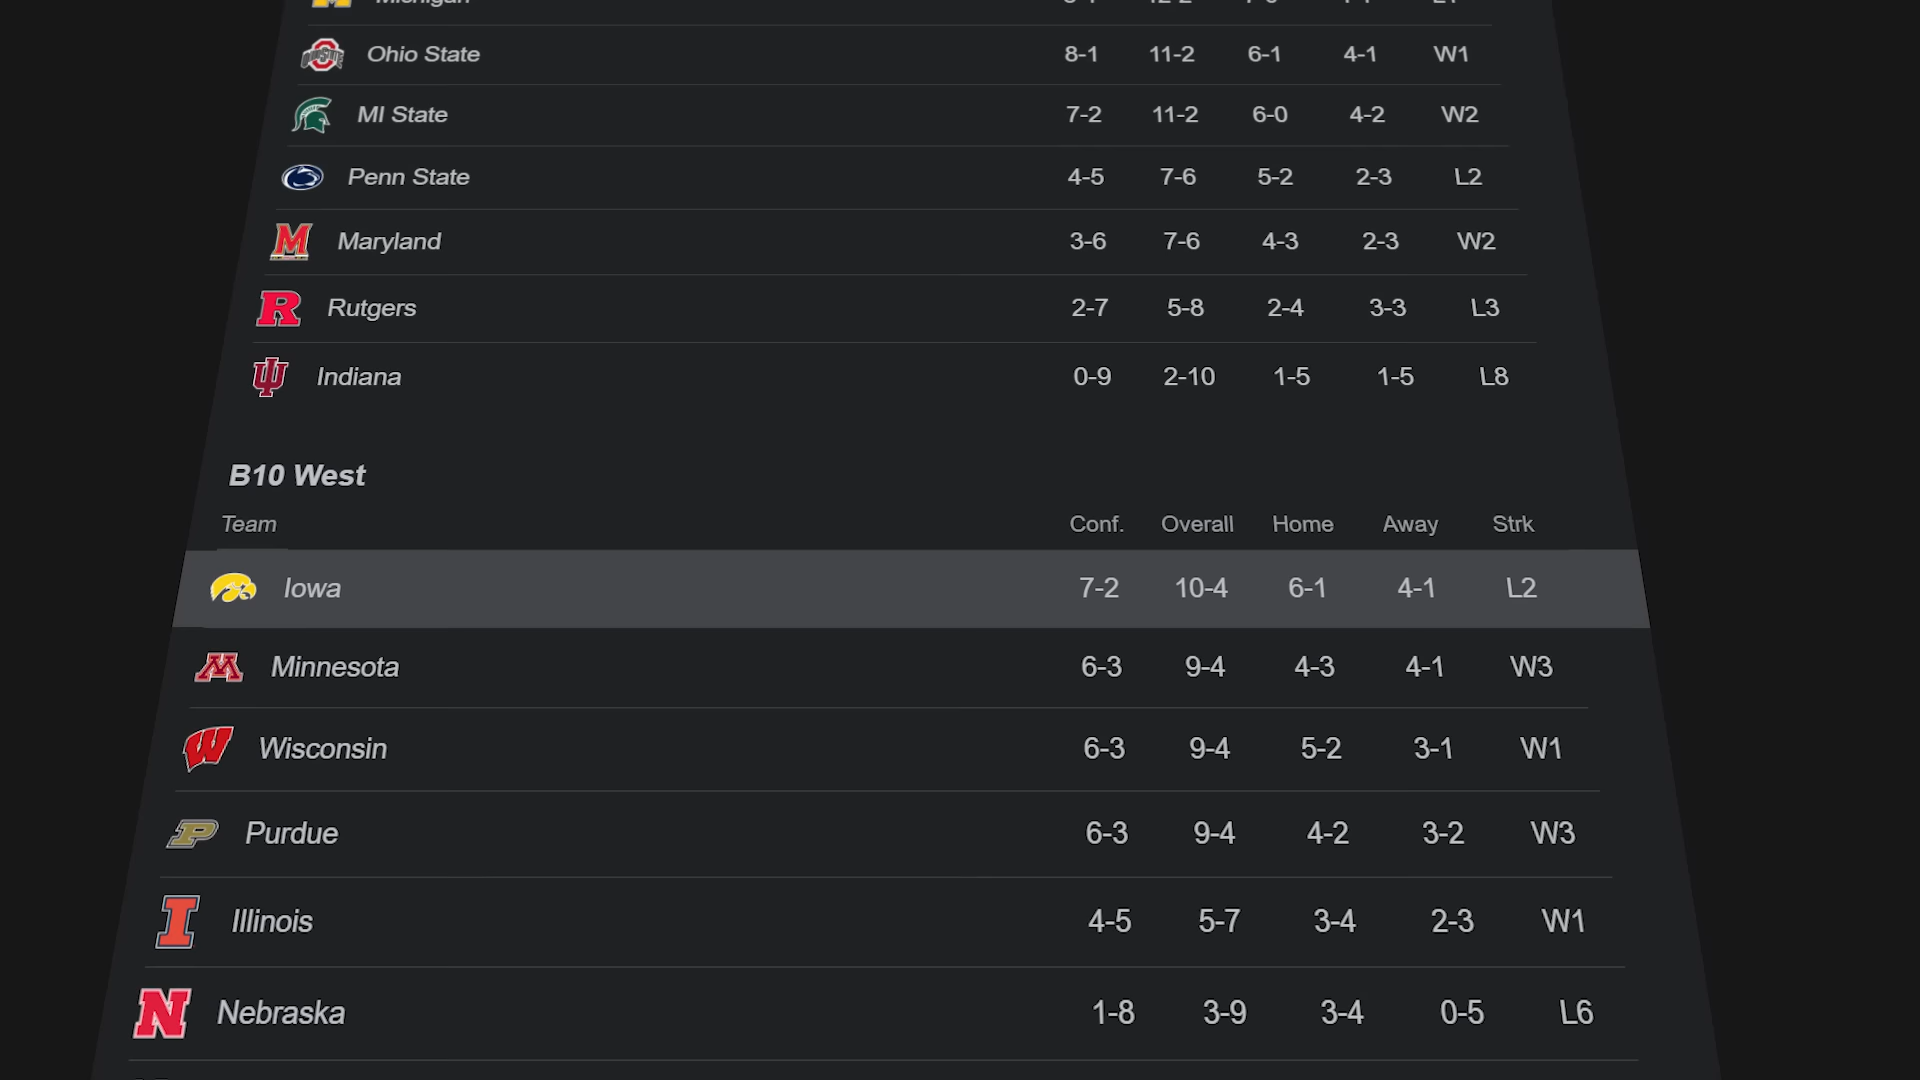 Ohio State 8-1 11-2 6-1 4-1 W1
MI State 7-2 11-2 6-0 4-2 W2
Penn State 4-5 7-6 5-2 2-3 L2
Maryland 3-6 7-6 4-3 2-3 W2
Rutgers 2-7 5-8 2-4 3-3 L3
Indiana 0-9 2-10 1-5 1-5 L8
B10 West
Team Conf. Overall Home Away Strk
Iowa 7-2 10-4 6-1 4-1 L2
Minnesota 6-3 9-4 4-3 4-1 W3
Wisconsin 6-3 9-4 5-2 3-1 W1
Purdue 6-3 9-4 4-2 3-2 W3
Illinois 4-5 5-7 3-4 2-3 W1
Nebraska 1-8 3-9 3-4 0-5 L6